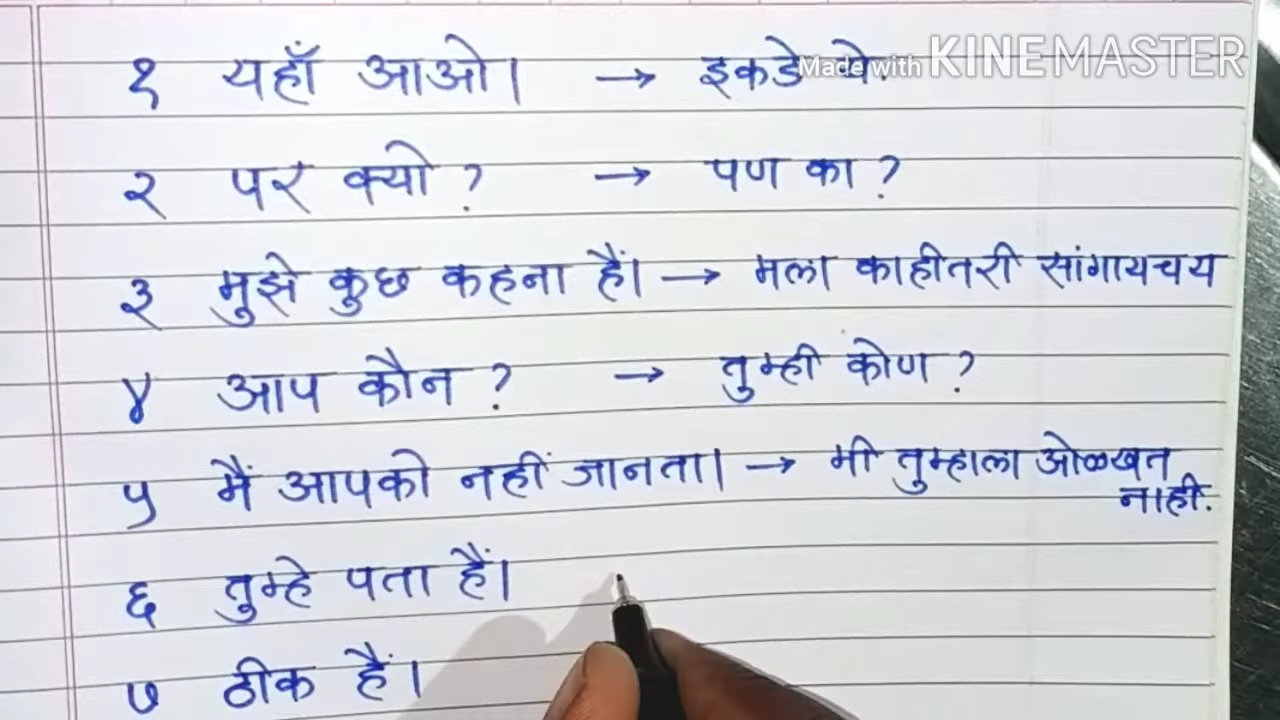 Made with KINEMASTER
१ यहाँ आओ। → इकडे ये.
२ पर क्यो ? → पण का ?
३ मुझे कुछ कहना हैं। → मला काहीतरी सांगायचय
४ आप कौन ? → तुम्ही कोण ?
५ मैं आपको नहीं जानता। → मी तुम्हाला ओळखत
नाही.
६ तुम्हे पता हैं।
७ ठीक हैं।